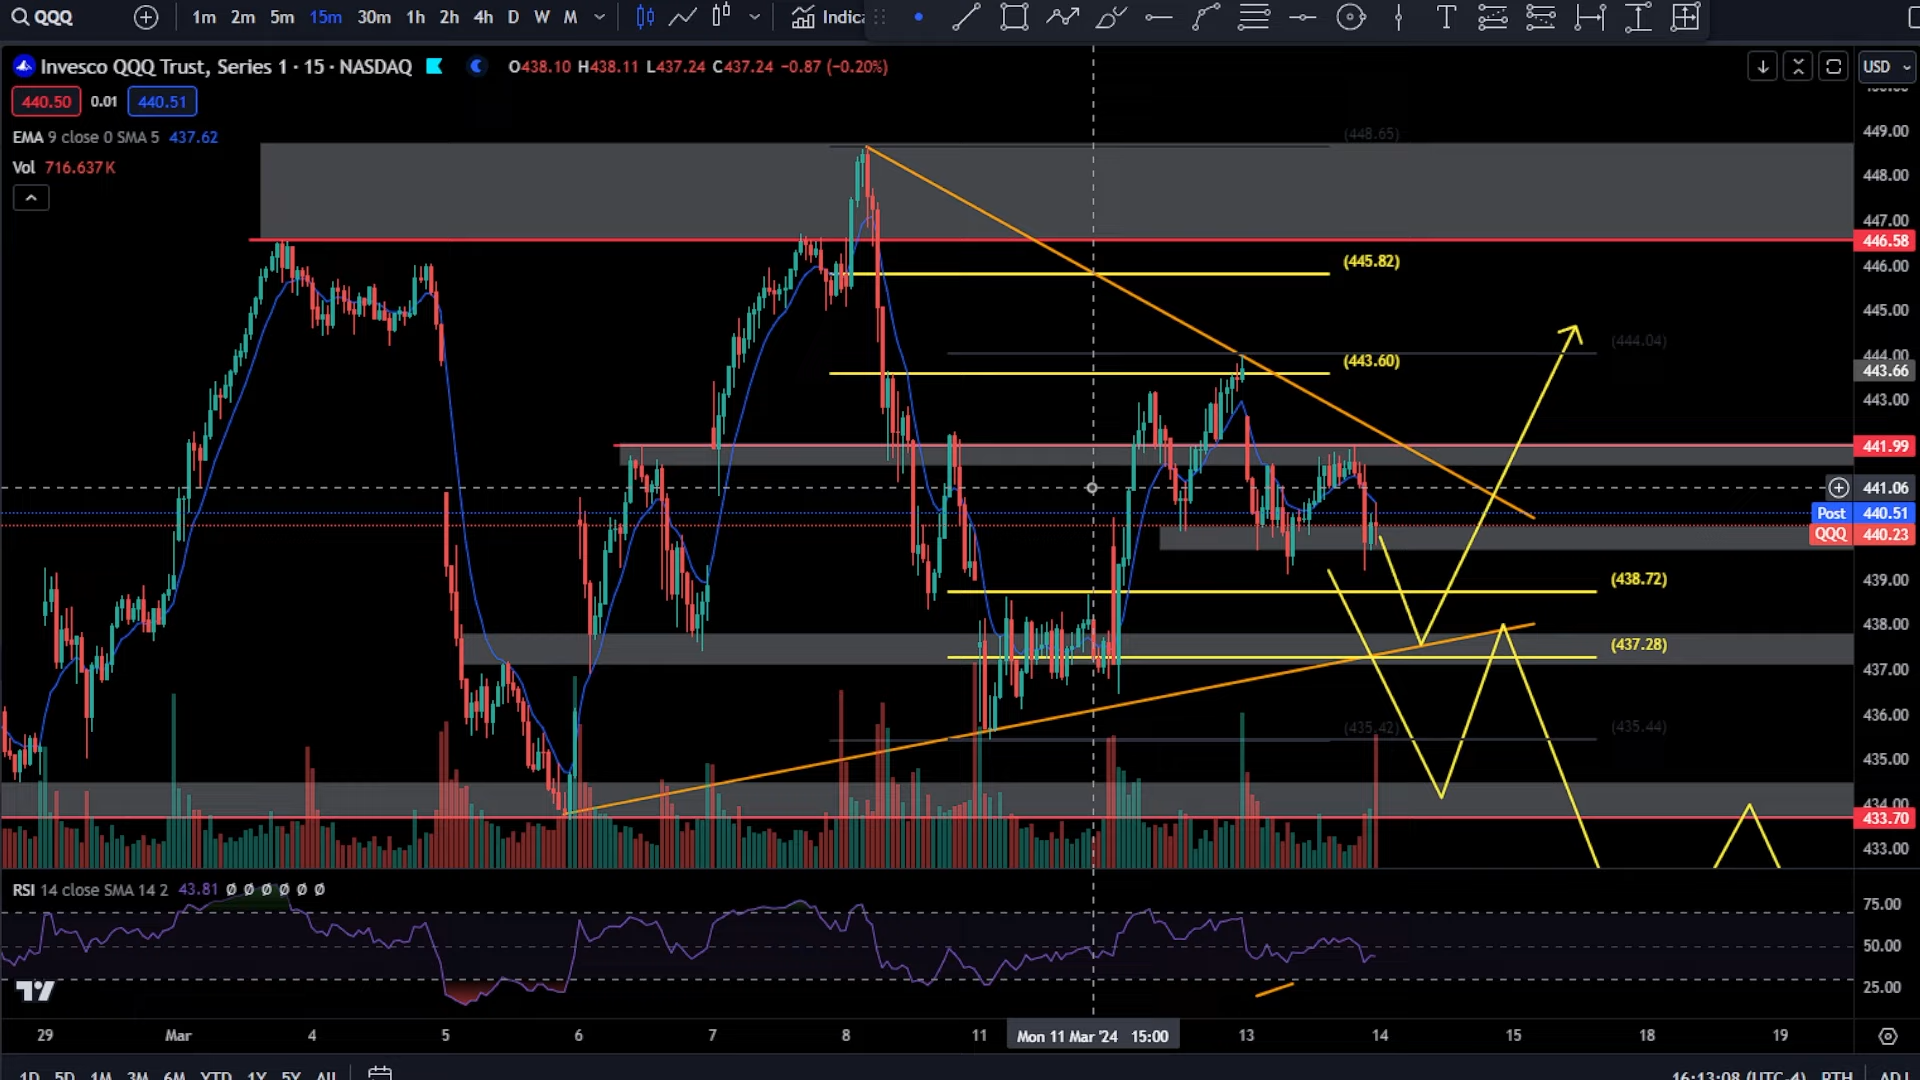 QQQ 1m 2m 5m 15m 30m 1h 2h 4h D W M Indica
Invesco QQQ Trust, Series 1 · 15 · NASDAQ O438.10 H438.11 L437.24 C437.24 −0.87 (−0.20%) USD
440.50 0.01 440.51
EMA 9 close 0 SMA 5 437.62
Vol 716.637K
449.00
(448.65)
448.00
447.00
446.58
(445.82)
446.00
445.00
(444.04)
444.00
(443.60)
443.66
443.00
441.99
441.06
Post 440.51
QQQ 440.23
(438.72)
439.00
438.00
(437.28)
437.00
436.00
(435.42) (435.44)
435.00
434.00
433.70
433.00
RSI 14 close SMA 14 2 43.81 Ø Ø Ø Ø Ø Ø
75.00
50.00
25.00
29 Mar 4 5 6 7 8 11 Mon 11 Mar '24 15:00 13 14 15 18 19
1D 5D 1M 3M 6M YTD 1Y 5Y All 16:13:08 (UTC-4) RTH ADJ